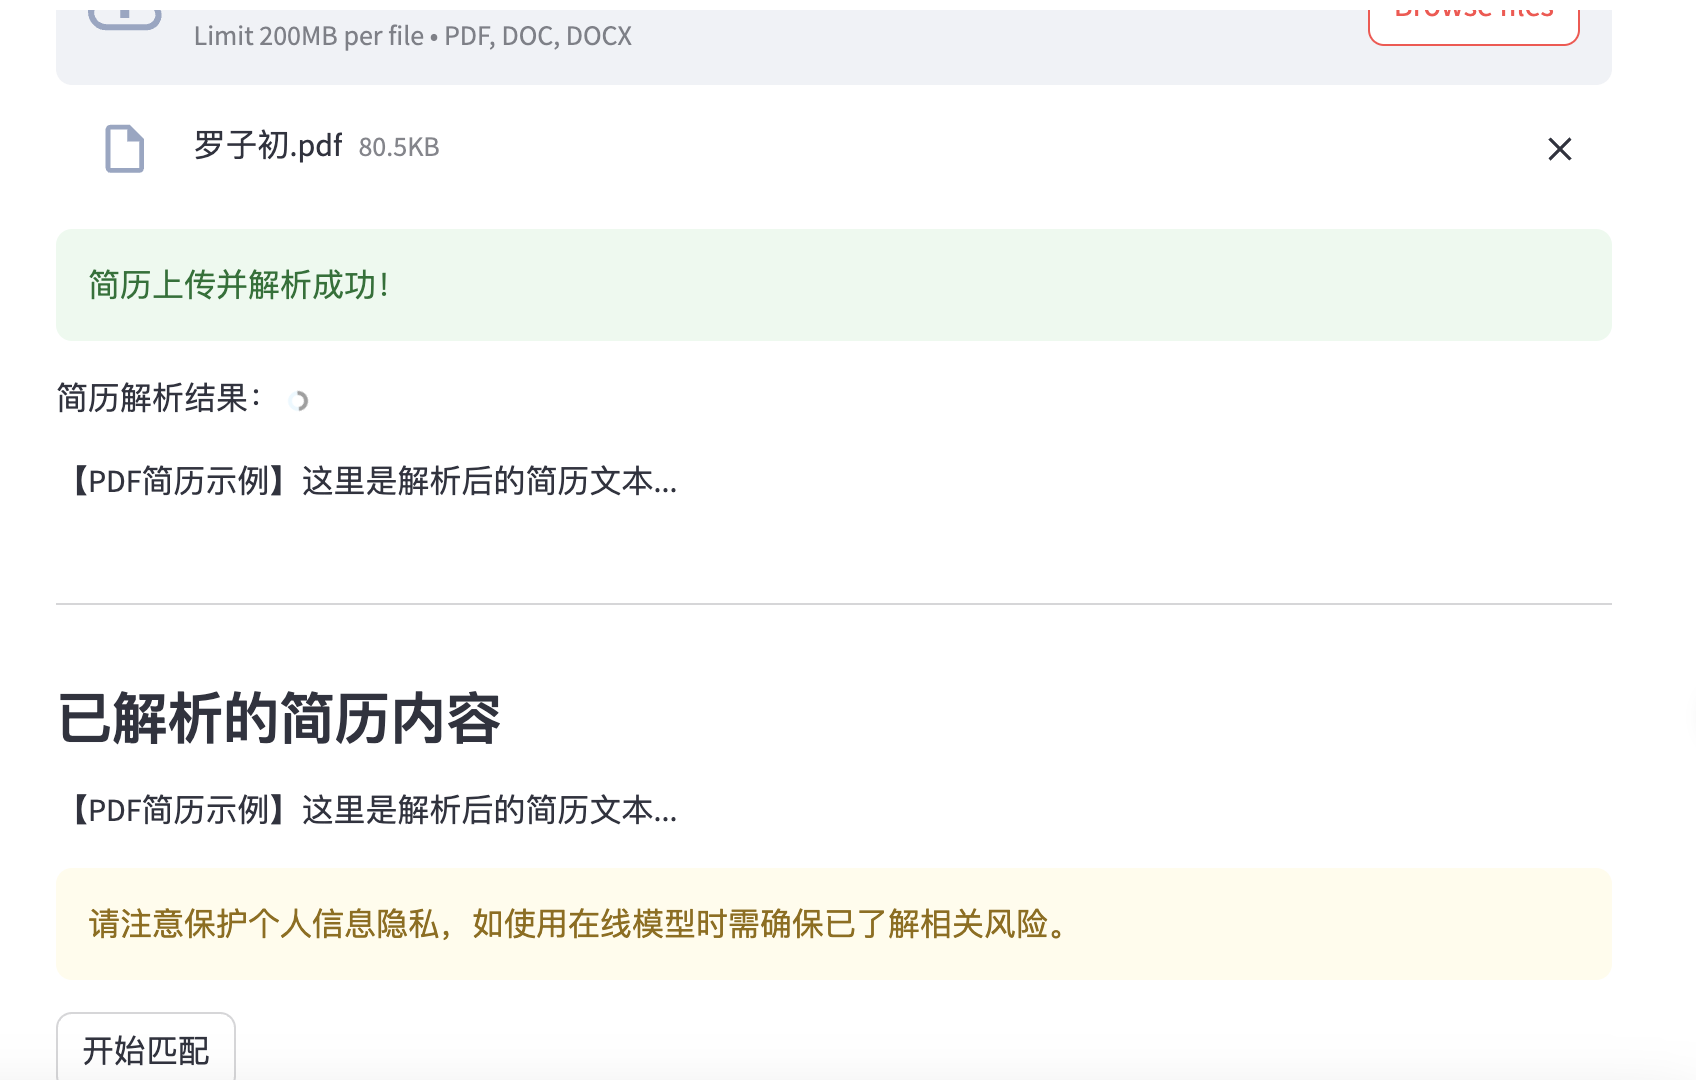 Browse files
Limit 200MB per file • PDF, DOC, DOCX
罗子初.pdf 80.5KB
简历上传并解析成功！
简历解析结果：
【PDF简历示例】这里是解析后的简历文本...
已解析的简历内容
【PDF简历示例】这里是解析后的简历文本...
请注意保护个人信息隐私，如使用在线模型时需确保已了解相关风险。
开始匹配